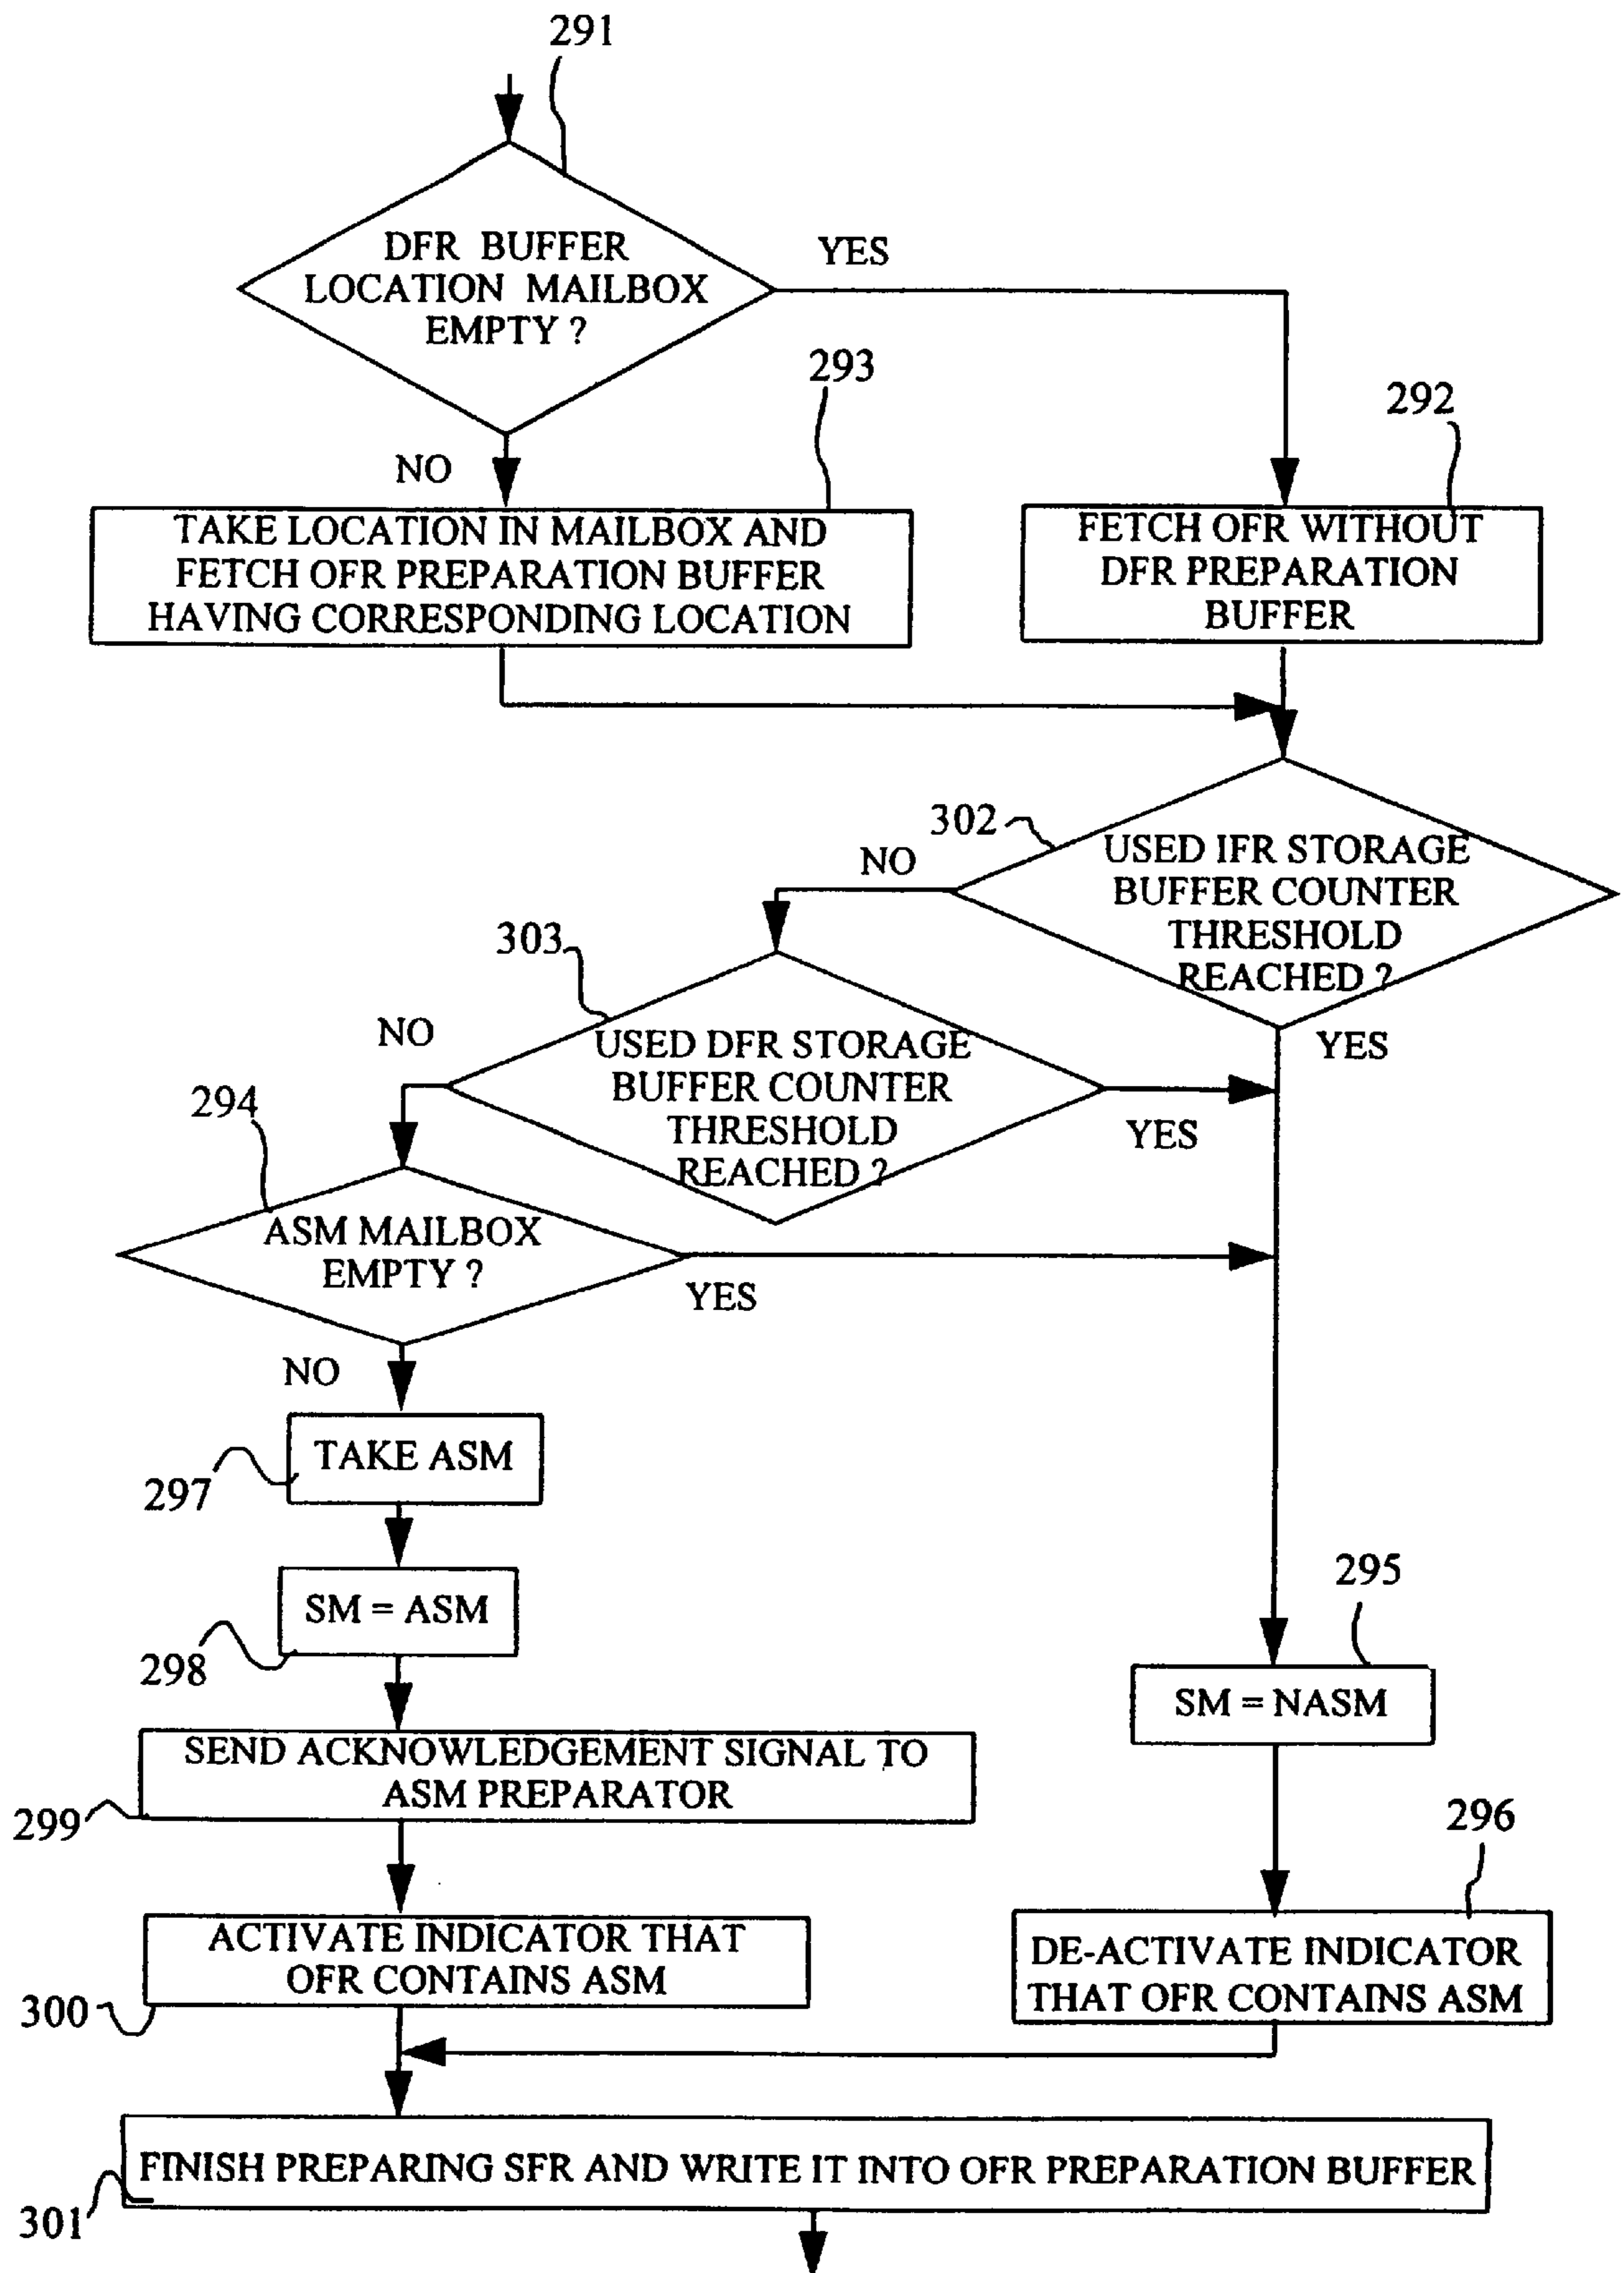 291
DFR BUFFER
LOCATION MAILBOX
EMPTY ?
YES
NO
293
292
TAKE LOCATION IN MAILBOX AND
FETCH OFR PREPARATION BUFFER
HAVING CORRESPONDING LOCATION
FETCH OFR WITHOUT
DFR PREPARATION
BUFFER
302
NO
USED IFR STORAGE
BUFFER COUNTER
THRESHOLD
REACHED ?
YES
303
NO
USED DFR STORAGE
BUFFER COUNTER
THRESHOLD
REACHED ?
YES
294
ASM MAILBOX
EMPTY ?
YES
NO
TAKE ASM
297
SM = ASM
298
295
SM = NASM
SEND ACKNOWLEDGEMENT SIGNAL TO
ASM PREPARATOR
299
296
ACTIVATE INDICATOR THAT
OFR CONTAINS ASM
300
DE-ACTIVATE INDICATOR
THAT OFR CONTAINS ASM
FINISH PREPARING SFR AND WRITE IT INTO OFR PREPARATION BUFFER
301